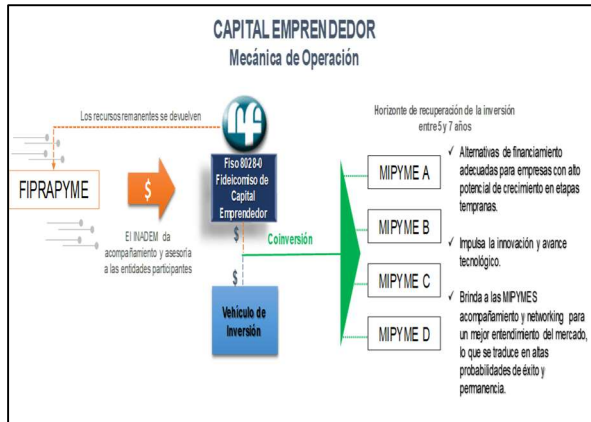 CAPITAL EMPRENDEDOR
Mecánica de Operación
Los recursos remanentes se devuelven
nf
Horizonte de recuperación de la inversión
entre 5 y 7 años
FIPRAPYME
$
Fiso 8028-0
Fideicomiso de
Capital
Emprendedor
El INADEM da
acompañamiento y asesoría
a las entidades participantes
$
Coinversión
$
Vehículo de
Inversión
MIPYME A
MIPYME B
MIPYME C
MIPYME D
✓ Alternativas de financiamiento
adecuadas para empresas con alto
potencial de crecimiento en etapas
tempranas.
✓ Impulsa la innovación y avance
tecnológico.
✓ Brinda a las MIPYMES
acompañamiento y networking para
un mejor entendimiento del mercado,
lo que se traduce en altas
probabilidades de éxito y
permanencia.